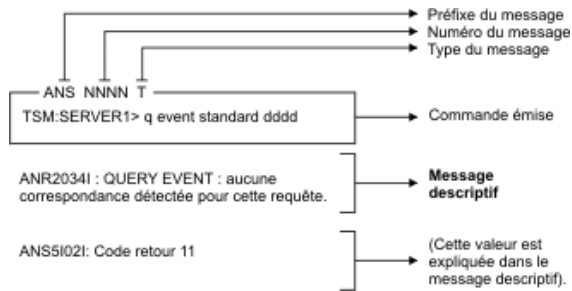 Préfixe du message
Numéro du message
Type du message
ANS NNNN T
TSM:SERVER1> q event standard dddd
Commande émise
ANR2034I : QUERY EVENT : aucune
correspondance détectée pour cette requête.
Message
descriptif
ANS5I02I: Code retour 11
(Cette valeur est
expliquée dans le
message descriptif).